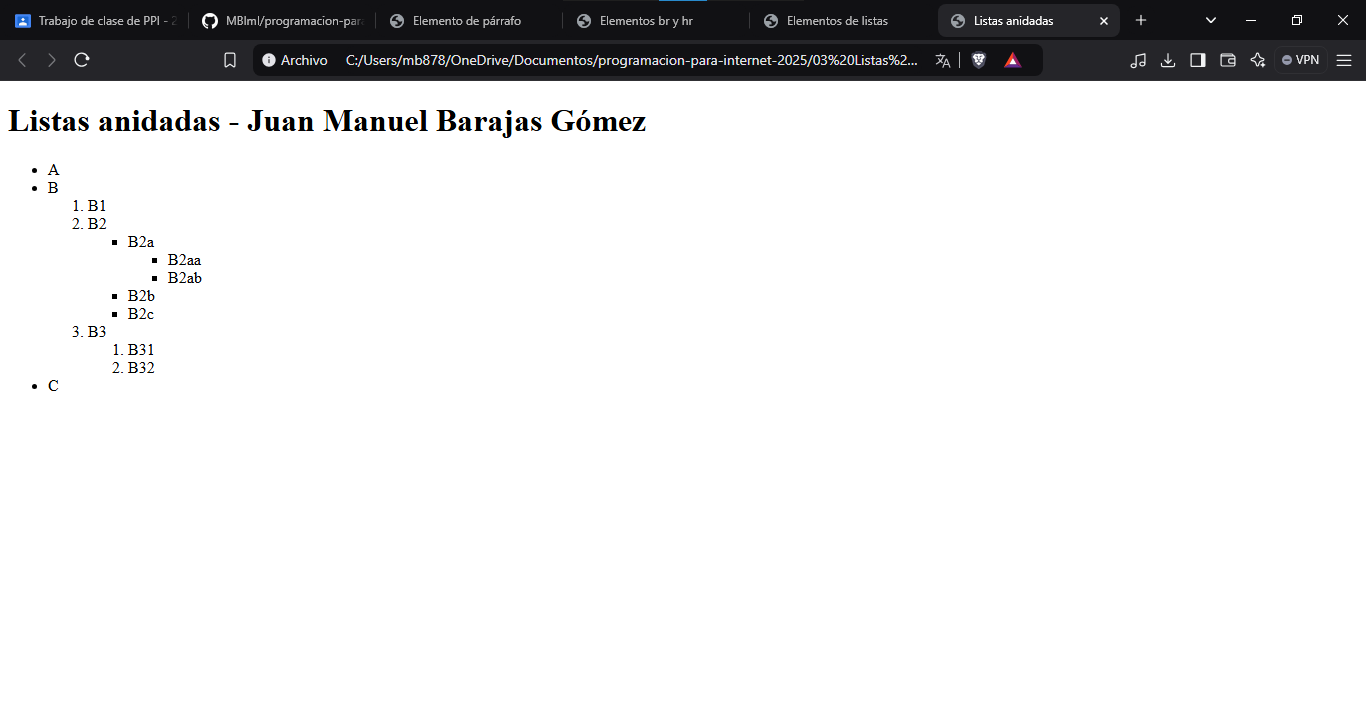 Trabajo de clase de PPI - 2
MBIml/programacion-para
Elemento de párrafo
Elementos br y hr
Elementos de listas
Listas anidadas
Archivo C:/Users/mb878/OneDrive/Documentos/programacion-para-internet-2025/03%20Listas%2...
VPN
Listas anidadas - Juan Manuel Barajas Gómez
• A
• B
1. B1
2. B2
▪ B2a
▪ B2aa
▪ B2ab
▪ B2b
▪ B2c
3. B3
1. B31
2. B32
• C